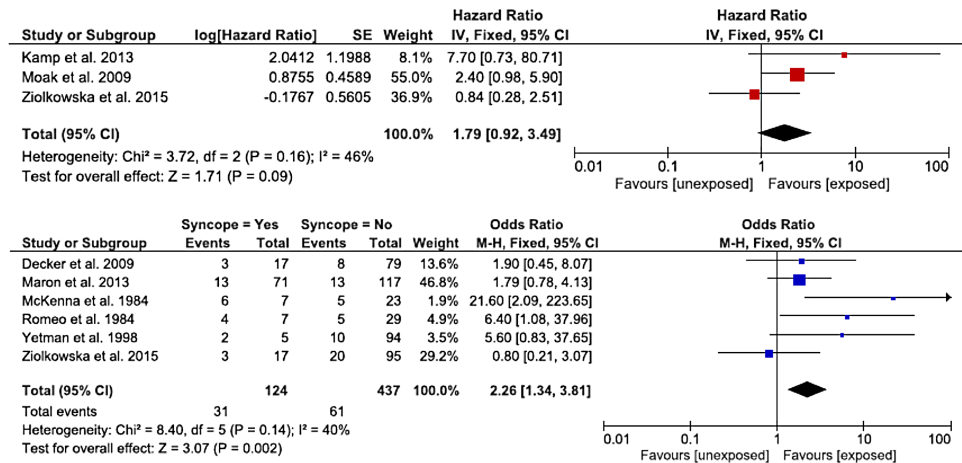 Hazard Ratio Hazard Ratio
Study or Subgroup log[Hazard Ratio] SE Weight IV, Fixed, 95% CI IV, Fixed, 95% CI
Kamp et al. 2013 2.0412 1.1988 8.1% 7.70 [0.73, 80.71]
Moak et al. 2009 0.8755 0.4589 55.0% 2.40 [0.98, 5.90]
Ziolkowska et al. 2015 -0.1767 0.5605 36.9% 0.84 [0.28, 2.51]
Total (95% CI) 100.0% 1.79 [0.92, 3.49]
Heterogeneity: Chi² = 3.72, df = 2 (P = 0.16); I² = 46%
Test for overall effect: Z = 1.71 (P = 0.09)
0.01 0.1 1 10 100
Favours [unexposed] Favours [exposed]
Syncope = Yes Syncope = No Odds Ratio Odds Ratio
Study or Subgroup Events Total Events Total Weight M-H, Fixed, 95% CI M-H, Fixed, 95% CI
Decker et al. 2009 3 17 8 79 13.6% 1.90 [0.45, 8.07]
Maron et al. 2013 13 71 13 117 46.8% 1.79 [0.78, 4.13]
McKenna et al. 1984 6 7 5 23 1.9% 21.60 [2.09, 223.65]
Romeo et al. 1984 4 7 5 29 4.9% 6.40 [1.08, 37.96]
Yetman et al. 1998 2 5 10 94 3.5% 5.60 [0.83, 37.65]
Ziolkowska et al. 2015 3 17 20 95 29.2% 0.80 [0.21, 3.07]
Total (95% CI) 124 437 100.0% 2.26 [1.34, 3.81]
Total events 31 61
Heterogeneity: Chi² = 8.40, df = 5 (P = 0.14); I² = 40%
Test for overall effect: Z = 3.07 (P = 0.002)
0.01 0.1 1 10 100
Favours [unexposed] Favours [exposed]